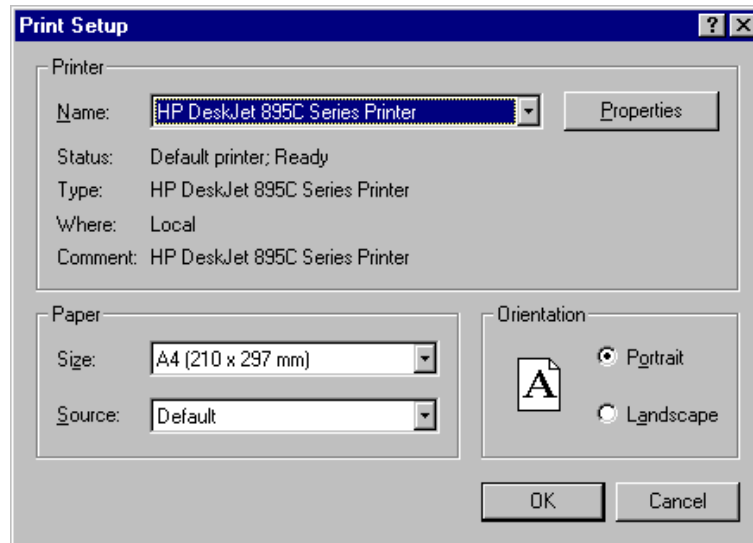 Print Setup
Printer
Name: HP DeskJet 895C Series Printer Properties
Status: Default printer; Ready
Type: HP DeskJet 895C Series Printer
Where: Local
Comment: HP DeskJet 895C Series Printer
Paper
Size: A4 (210 x 297 mm)
Source: Default
Orientation
A
Portrait
Landscape
OK Cancel